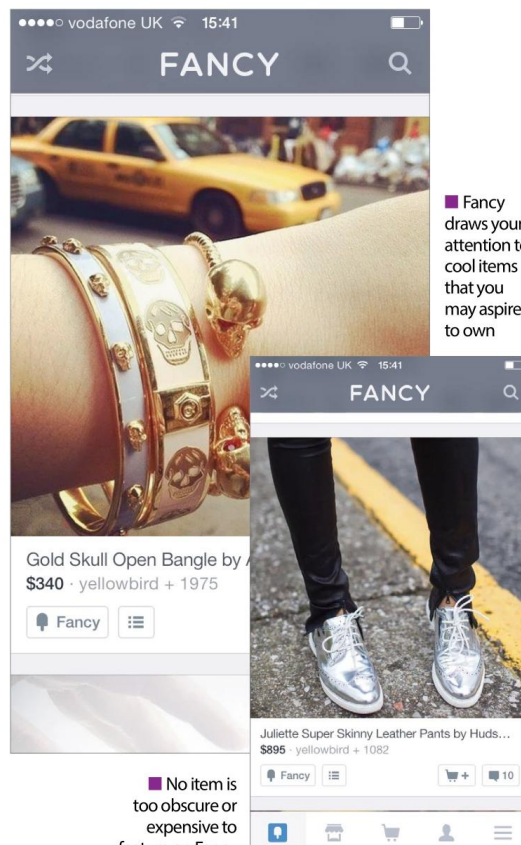 vodafone UK 15:41
FANCY
Gold Skull Open Bangle by
$340 · yellowbird + 1975
Fancy
Fancy
draws your
attention to
cool items
that you
may aspire
to own
vodafone UK 15:41
FANCY
Juliette Super Skinny Leather Pants by Huds...
$895 · yellowbird + 1082
Fancy
+
10
No item is
too obscure or
expensive to